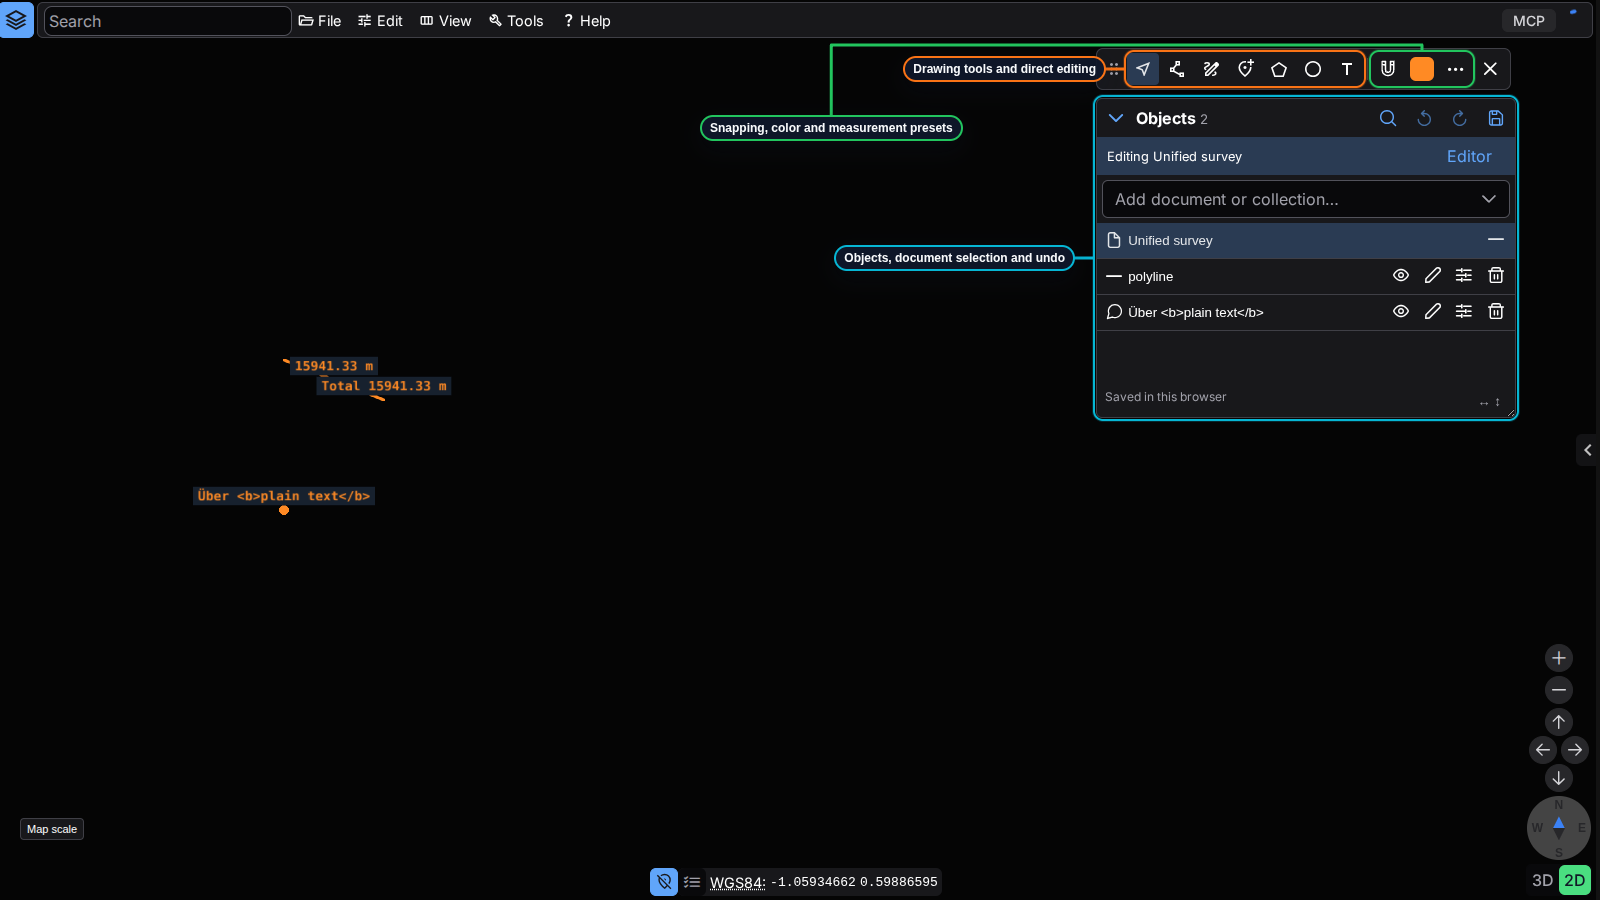 Search
File
Edit
View
Tools
? Help
MCP
Drawing tools and direct editing
T
Snapping, color and measurement presets
Objects 2
Editing Unified survey
Editor
Add document or collection...
Unified survey
Objects, document selection and undo
polyline
Über <b>plain text</b>
Saved in this browser
15941.33 m
Total 15941.33 m
Über <b>plain text</b>
N
W
E
S
Map scale
WGS84: -1.05934662 0.59886595
3D
2D